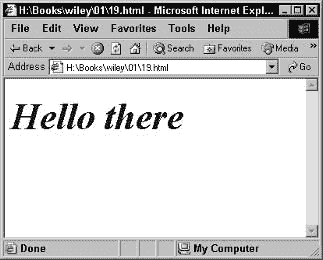 H:\Books\wiley\01\19.html - Microsoft Internet Expl...
File Edit View Favorites Tools Help
Back Search Favorites Media »
Address H:\Books\wiley\01\19.html Go
Hello there
Done My Computer